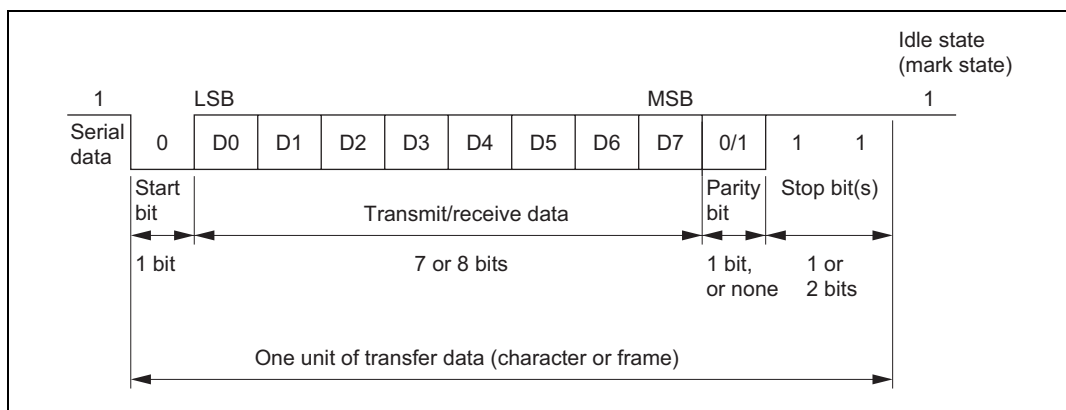 Idle state
(mark state)
1 LSB MSB 1
Serial
data
0 D0 D1 D2 D3 D4 D5 D6 D7 0/1 1 1
Start
bit
Transmit/receive data
Parity
bit
Stop bit(s)
1 bit
7 or 8 bits
1 bit,
or none
1 or
2 bits
One unit of transfer data (character or frame)